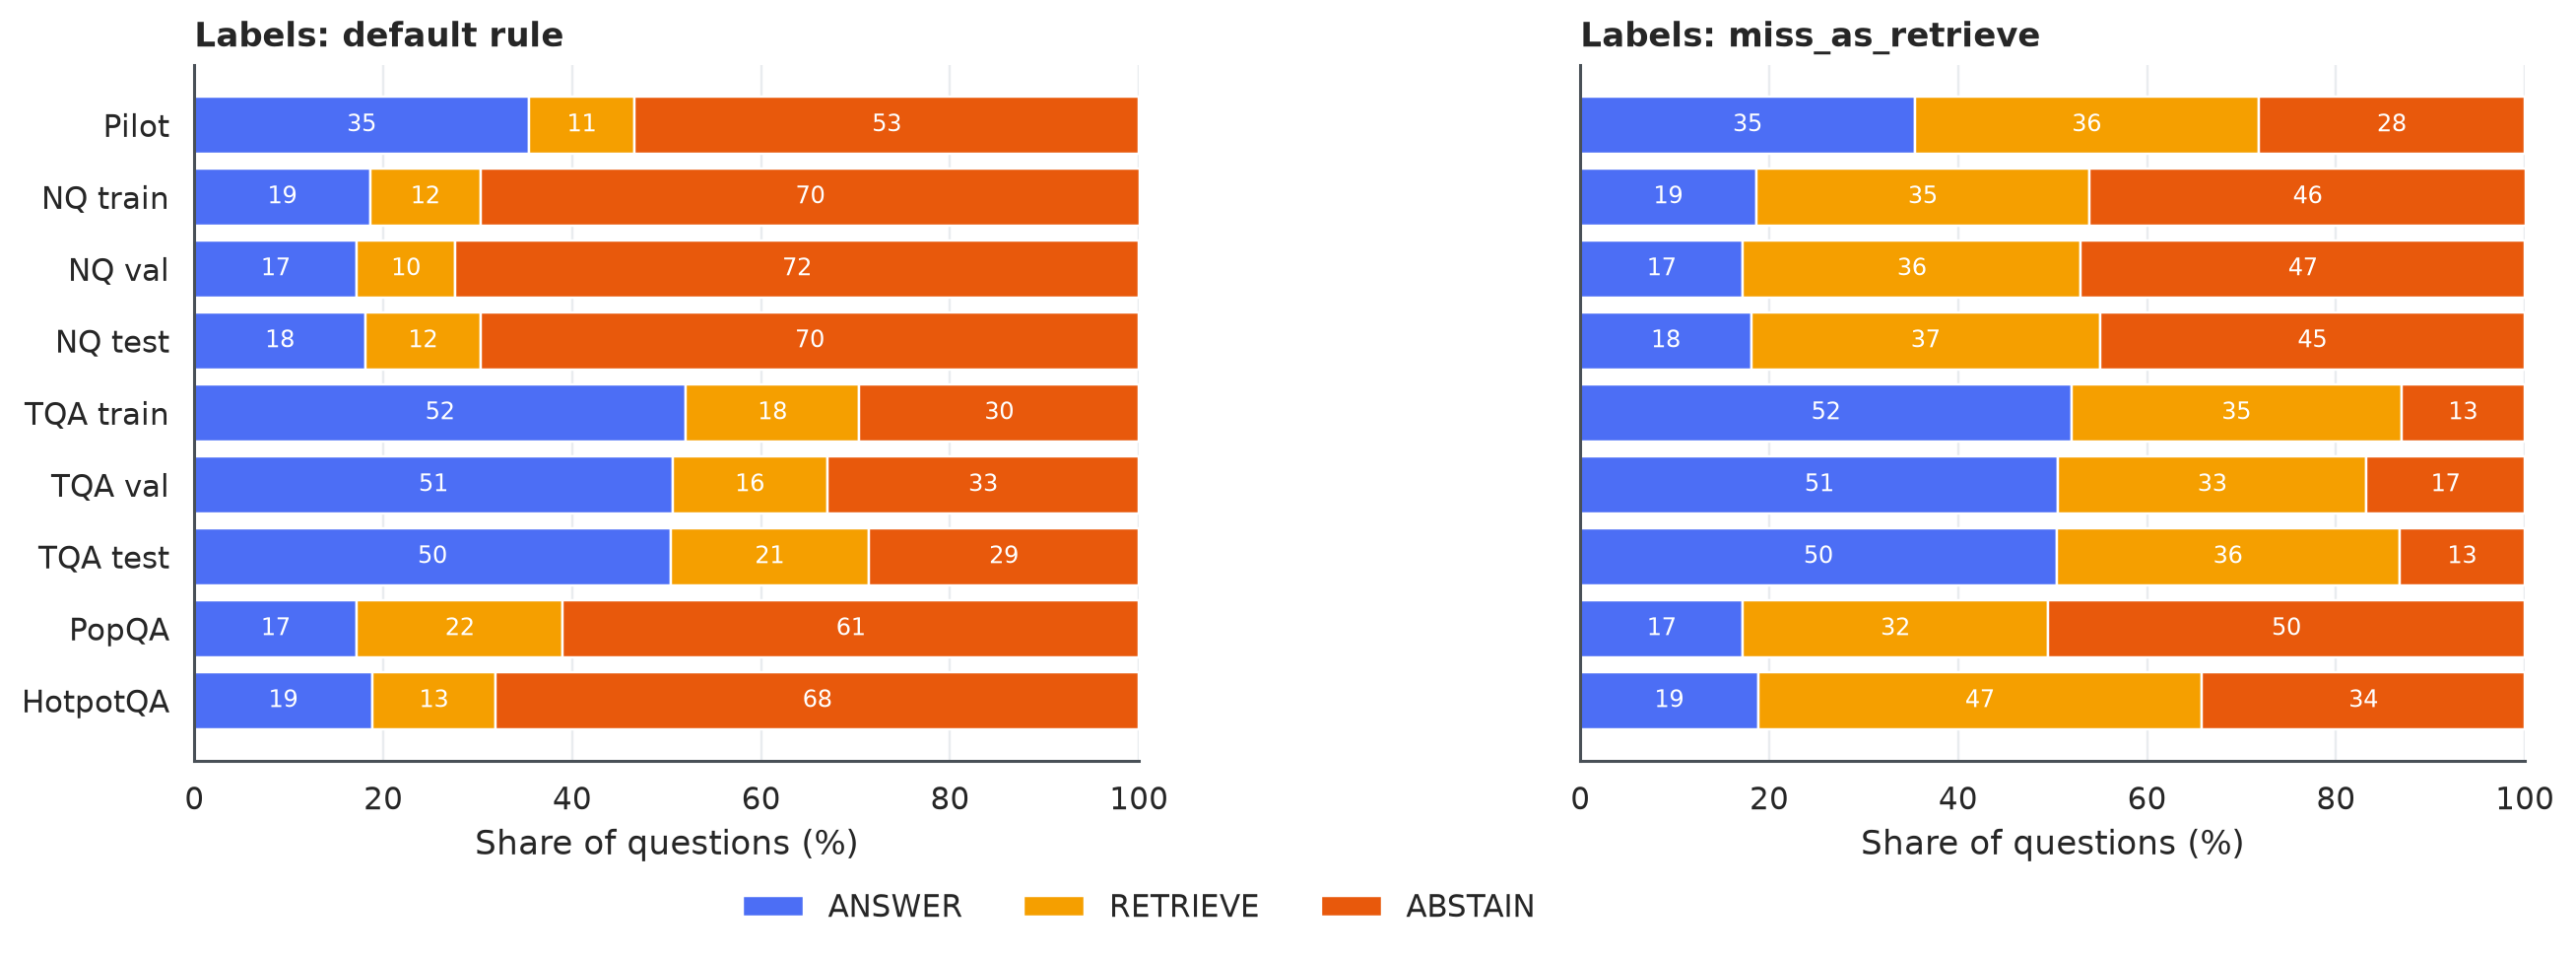 Labels: default rule
Pilot 35 11 53
NQ train 19 12 70
NQ val 17 10 72
NQ test 18 12 70
TQA train 52 18 30
TQA val 51 16 33
TQA test 50 21 29
PopQA 17 22 61
HotpotQA 19 13 68
0 20 40 60 80 100
Share of questions (%)
Labels: miss_as_retrieve
35 36 28
19 35 46
17 36 47
18 37 45
52 35 13
51 33 17
50 36 13
17 32 50
19 47 34
0 20 40 60 80 100
Share of questions (%)
ANSWER RETRIEVE ABSTAIN